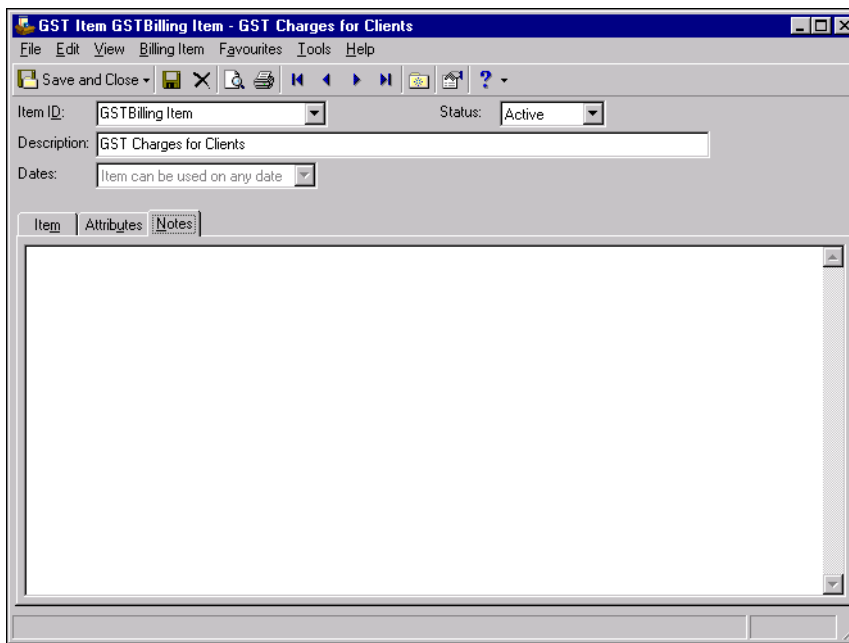 GST Item GSTBilling Item - GST Charges for Clients
File Edit View Billing Item Favourites Tools Help
Save and Close ?
Item ID: GSTBilling Item Status: Active
Description: GST Charges for Clients
Dates: Item can be used on any date
Item Attributes Notes